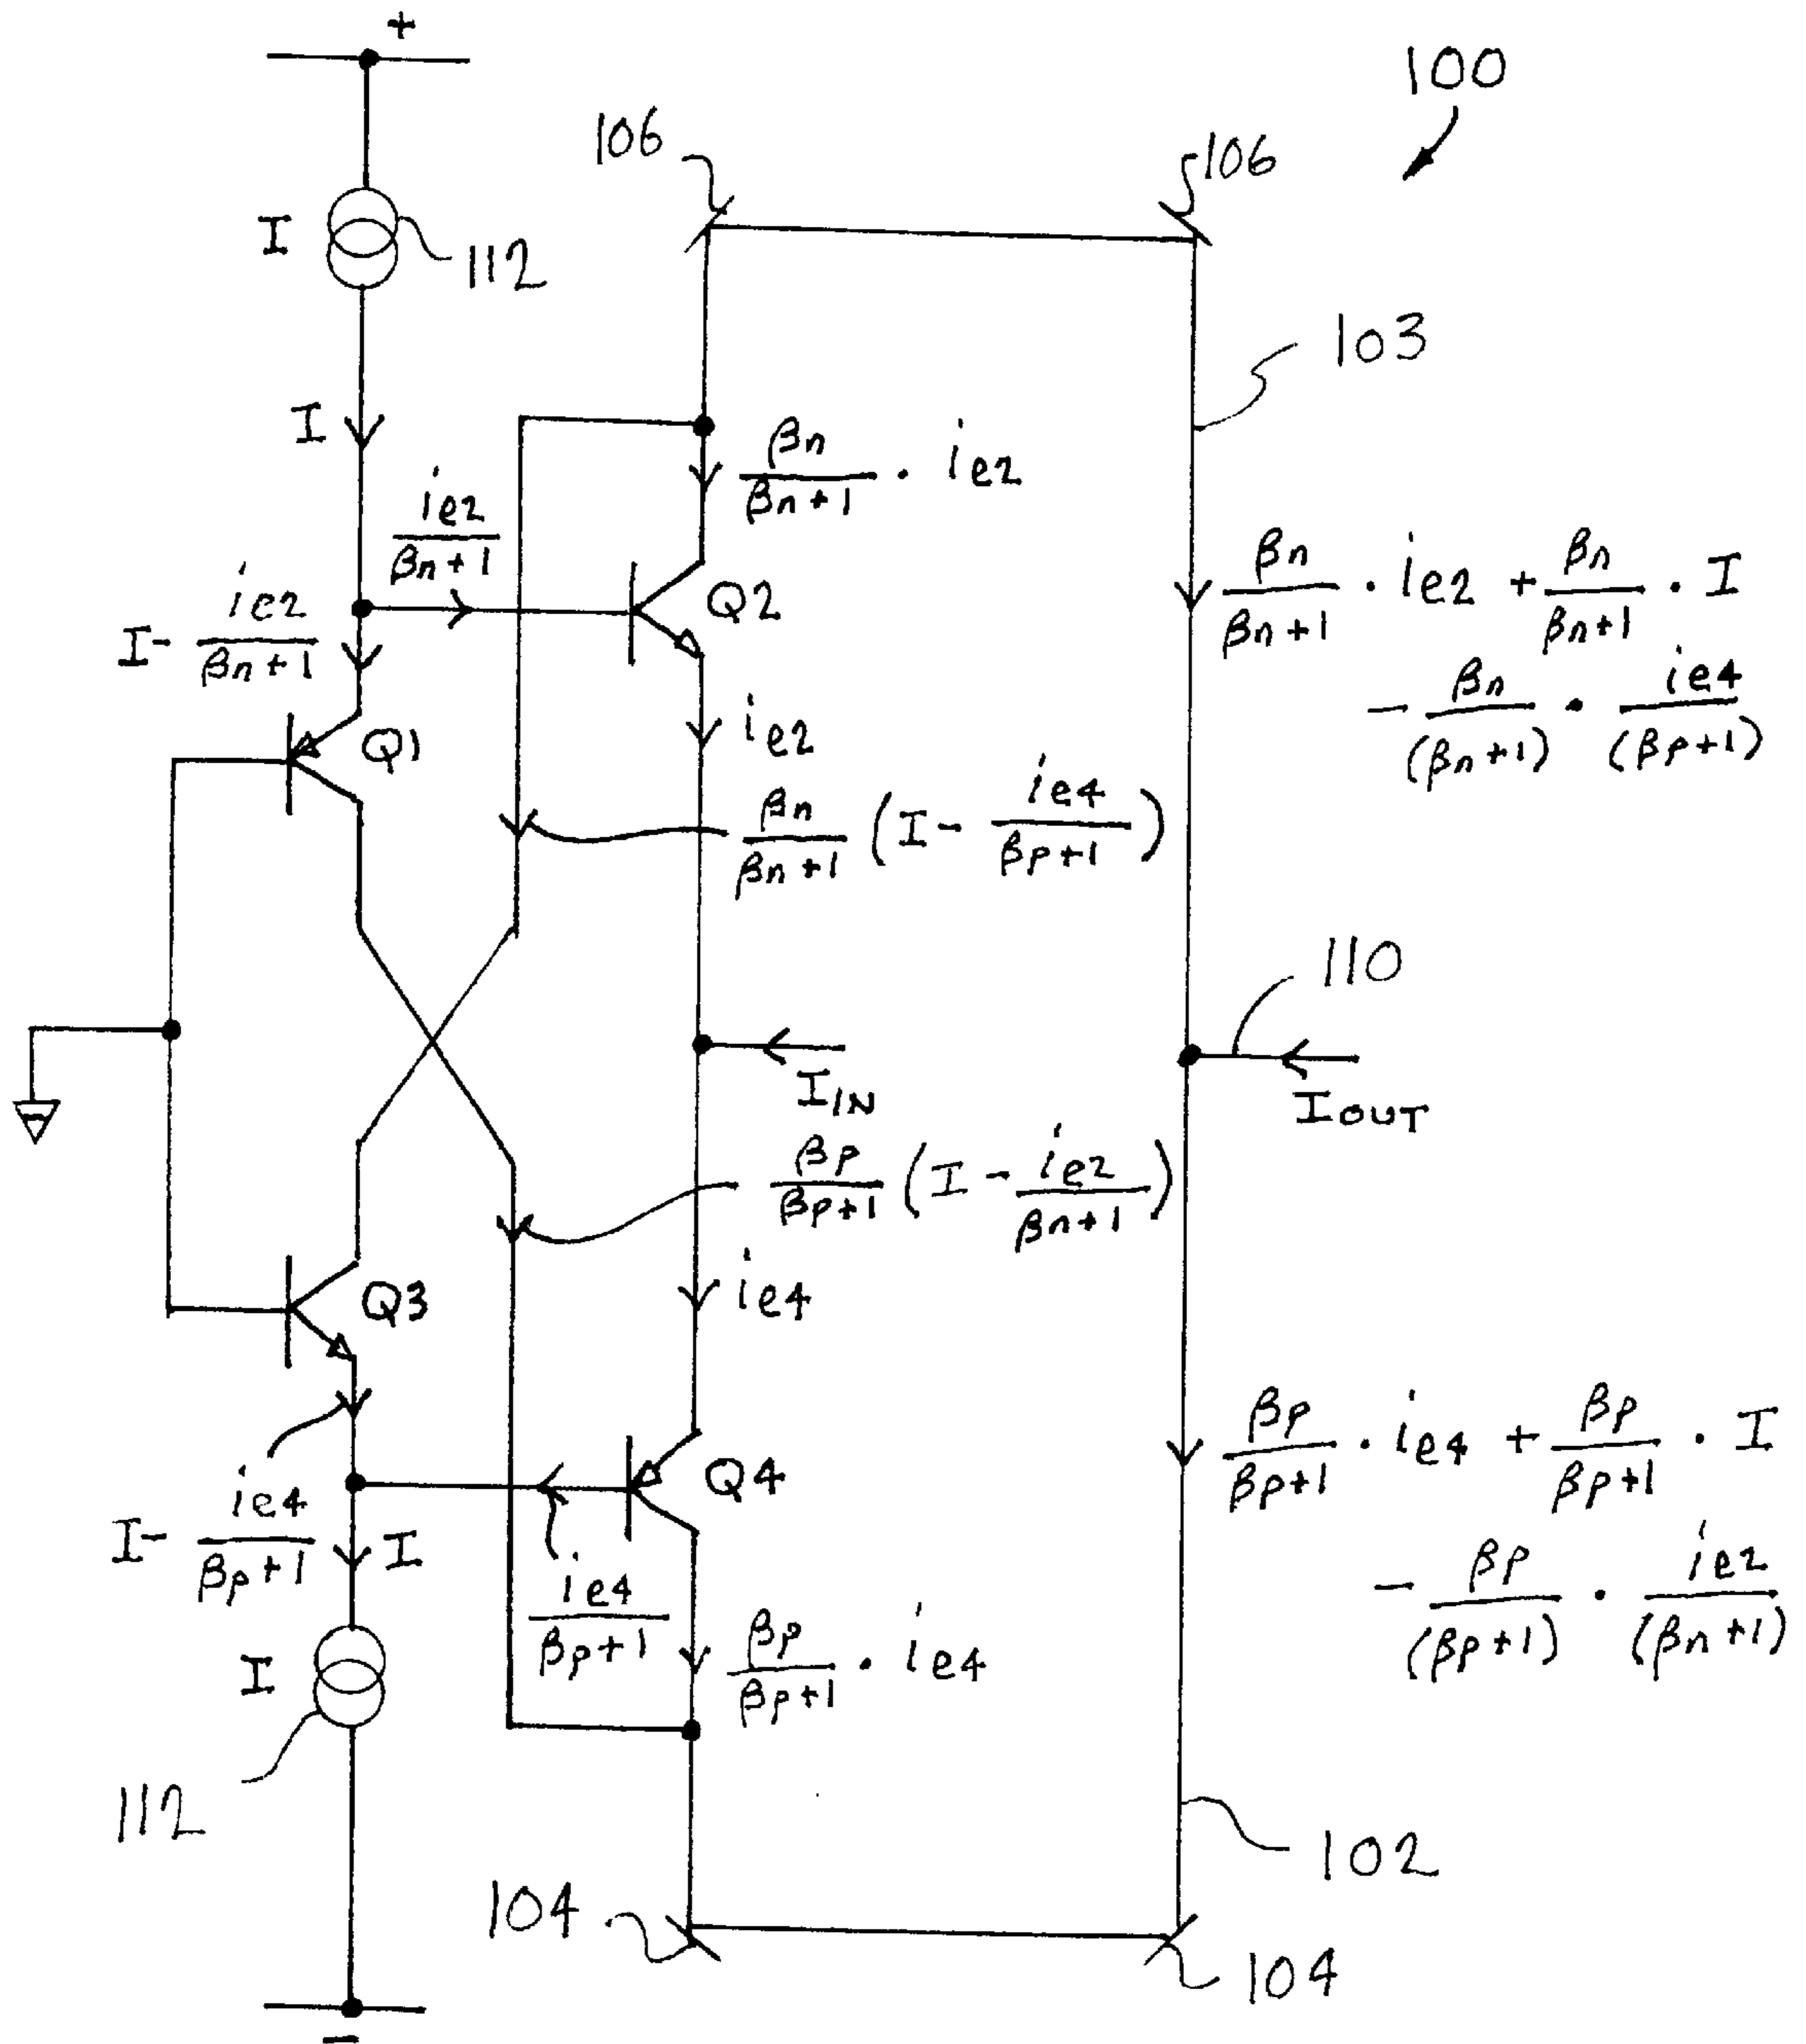 +
100
106
106
I
112
103
I
βn/(βn+1) · ie2
ie2/(βn+1)
Q2
βn/(βn+1) · ie2 + βn/(βn+1) · I
- βn/(βn+1) · ie4/(βp+1)
I - ie2/(βn+1)
Q1
ie2
βn/(βn+1) (I - ie4/(βp+1))
110
IIN
IOUT
βp/(βp+1) (I - ie2/(βn+1))
Q3
ie4
βp/(βp+1) · ie4 + βp/(βp+1) · I
- βp/(βp+1) · ie2/(βn+1)
Q4
I - ie4/(βp+1)
I
ie4/(βp+1)
βp/(βp+1) · ie4
I
112
102
104
104
-